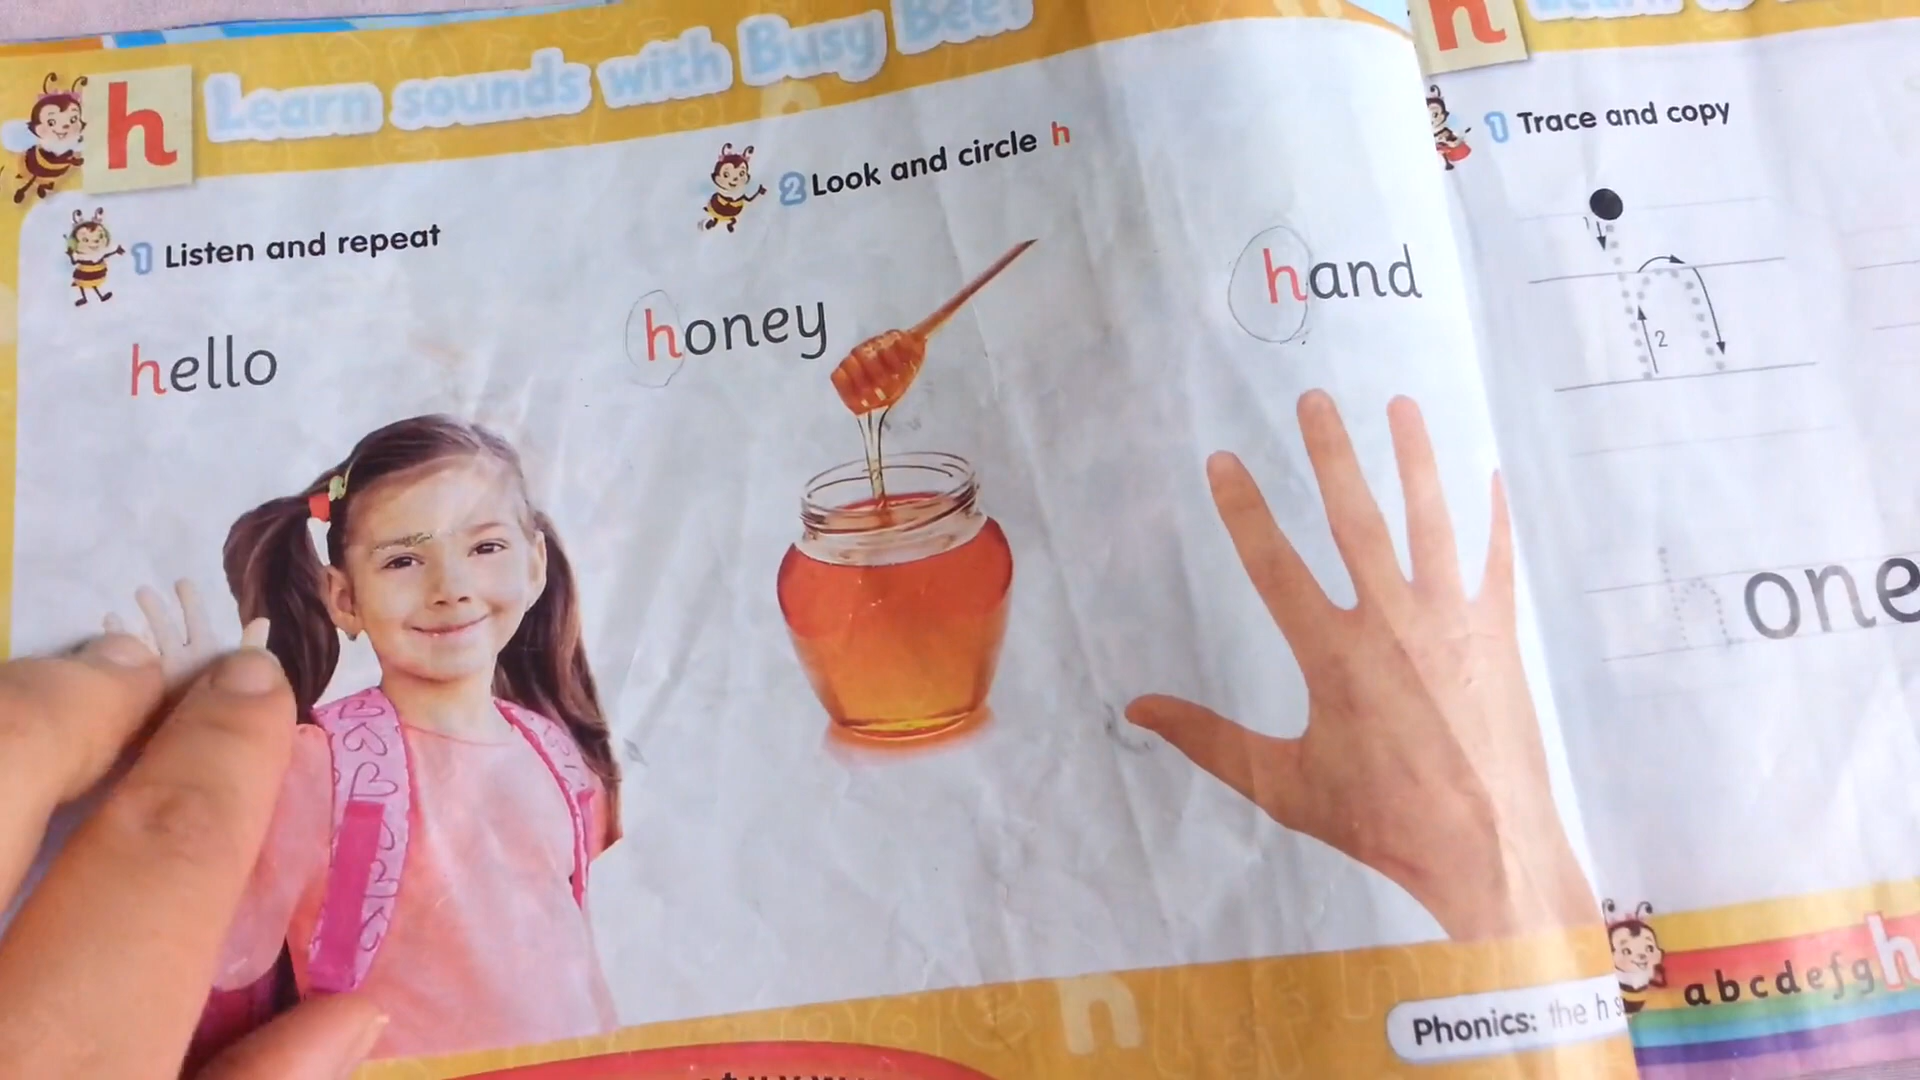 h Learn sounds with Busy Bee!
1 Listen and repeat
2 Look and circle h
hello
honey
hand
Phonics: the h s
h
1 Trace and copy
1
2
hone
abcdefgh